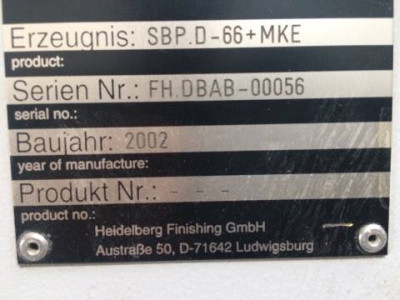 Erzeugnis: SBP.D-66+MKE
product:
Serien Nr.: FH.DBAB-00056
serial no.:
Baujahr: 2002
year of manufacture:
Produkt Nr.: - - -
product no.:
Heidelberg Finishing GmbH
Austraße 50, D-71642 Ludwigsburg